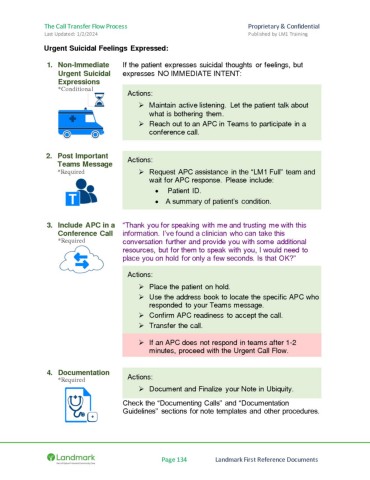 The Call Transfer Flow Process Proprietary & Confidential
Last Updated: 1/2/2024 Published by LM1 Training
Urgent Suicidal Feelings Expressed:
1. Non-Immediate
Urgent Suicidal
Expressions
*Conditional
If the patient expresses suicidal thoughts or feelings, but
expresses NO IMMEDIATE INTENT:
Actions:
➢ Maintain active listening. Let the patient talk about
what is bothering them.
➢ Reach out to an APC in Teams to participate in a
conference call.
2. Post Important
Teams Message
*Required
Actions:
➢ Request APC assistance in the “LM1 Full” team and
wait for APC response. Please include:
• Patient ID.
• A summary of patient’s condition.
3. Include APC in a
Conference Call
*Required
“Thank you for speaking with me and trusting me with this
information. I’ve found a clinician who can take this
conversation further and provide you with some additional
resources, but for them to speak with you, I would need to
place you on hold for only a few seconds. Is that OK?”
Actions:
➢ Place the patient on hold.
➢ Use the address book to locate the specific APC who
responded to your Teams message.
➢ Confirm APC readiness to accept the call.
➢ Transfer the call.
➢ If an APC does not respond in teams after 1-2
minutes, proceed with the Urgent Call Flow.
4. Documentation
*Required
Actions:
➢ Document and Finalize your Note in Ubiquity.
Check the “Documenting Calls” and “Documentation
Guidelines” sections for note templates and other procedures.
Landmark
Page 134 Landmark First Reference Documents